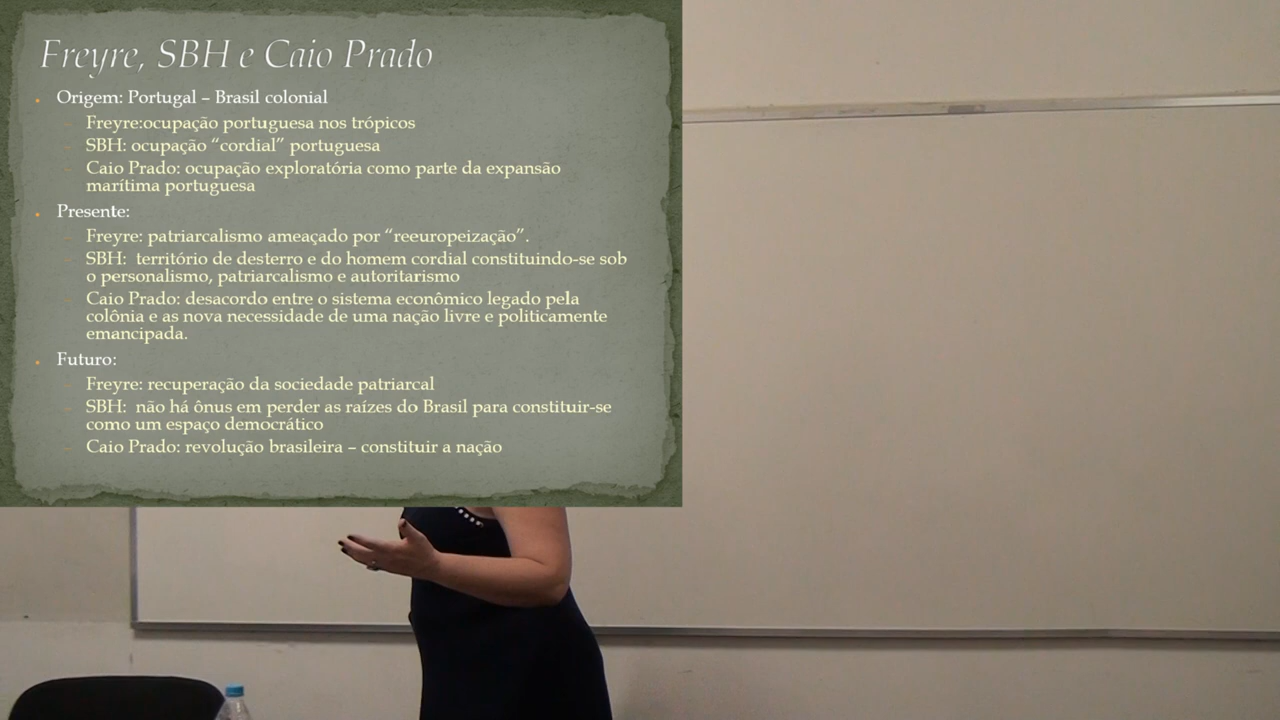 Freyre, SBH e Caio Prado
Origem: Portugal – Brasil colonial
Freyre:ocupação portuguesa nos trópicos
SBH: ocupação “cordial” portuguesa
Caio Prado: ocupação exploratória como parte da expansão
marítima portuguesa
Presente:
Freyre: patriarcalismo ameaçado por “reeuropeização”.
SBH:  território de desterro e do homem cordial constituindo-se sob
o personalismo, patriarcalismo e autoritarismo
Caio Prado: desacordo entre o sistema econômico legado pela
colônia e as nova necessidade de uma nação livre e politicamente
emancipada.
Futuro:
Freyre: recuperação da sociedade patriarcal
SBH:  não há ônus em perder as raízes do Brasil para constituir-se
como um espaço democrático
Caio Prado: revolução brasileira – constituir a nação